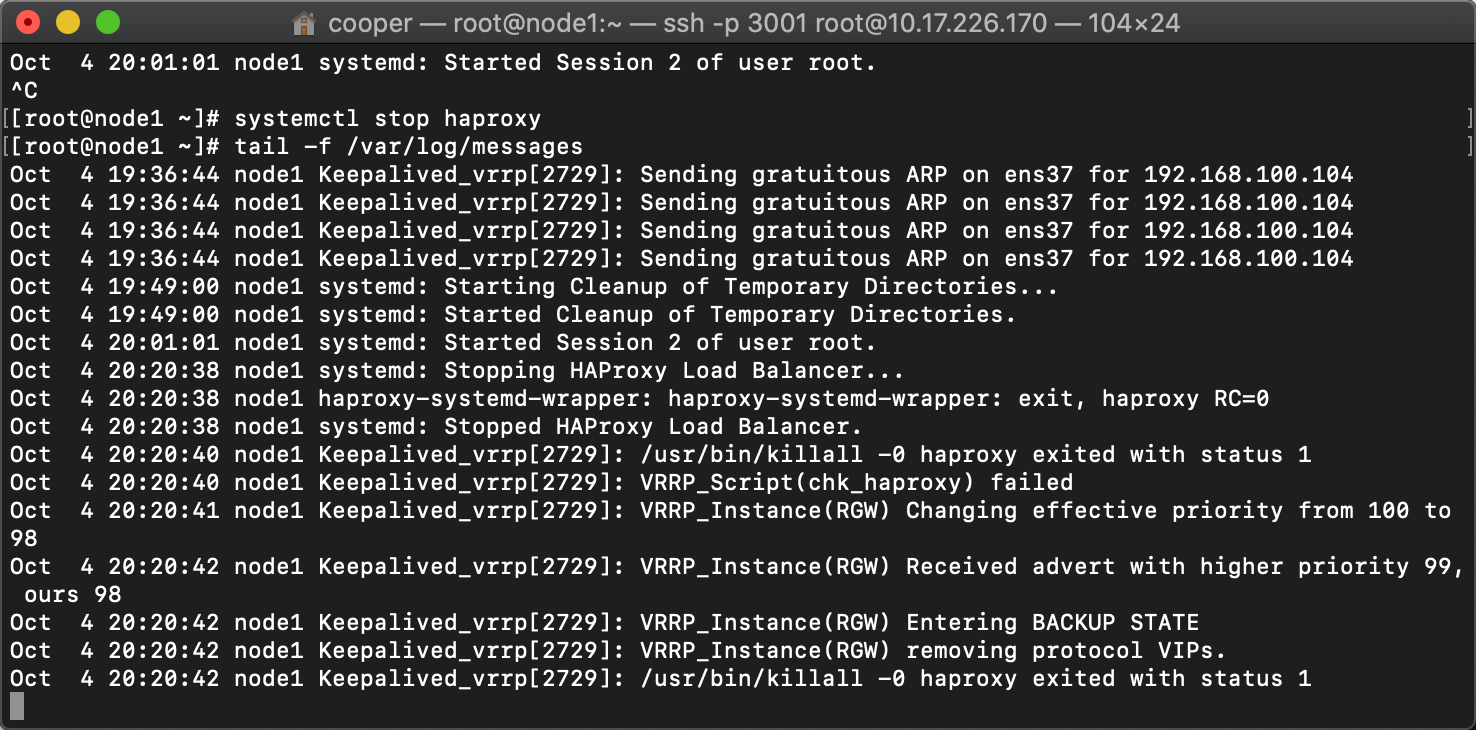 cooper — root@node1:~ — ssh -p 3001 root@10.17.226.170 — 104×24
Oct  4 20:01:01 node1 systemd: Started Session 2 of user root.
^C
[[root@node1 ~]# systemctl stop haproxy ]
[[root@node1 ~]# tail -f /var/log/messages ]
Oct  4 19:36:44 node1 Keepalived_vrrp[2729]: Sending gratuitous ARP on ens37 for 192.168.100.104
Oct  4 19:36:44 node1 Keepalived_vrrp[2729]: Sending gratuitous ARP on ens37 for 192.168.100.104
Oct  4 19:36:44 node1 Keepalived_vrrp[2729]: Sending gratuitous ARP on ens37 for 192.168.100.104
Oct  4 19:36:44 node1 Keepalived_vrrp[2729]: Sending gratuitous ARP on ens37 for 192.168.100.104
Oct  4 19:49:00 node1 systemd: Starting Cleanup of Temporary Directories...
Oct  4 19:49:00 node1 systemd: Started Cleanup of Temporary Directories.
Oct  4 20:01:01 node1 systemd: Started Session 2 of user root.
Oct  4 20:20:38 node1 systemd: Stopping HAProxy Load Balancer...
Oct  4 20:20:38 node1 haproxy-systemd-wrapper: haproxy-systemd-wrapper: exit, haproxy RC=0
Oct  4 20:20:38 node1 systemd: Stopped HAProxy Load Balancer.
Oct  4 20:20:40 node1 Keepalived_vrrp[2729]: /usr/bin/killall -0 haproxy exited with status 1
Oct  4 20:20:40 node1 Keepalived_vrrp[2729]: VRRP_Script(chk_haproxy) failed
Oct  4 20:20:41 node1 Keepalived_vrrp[2729]: VRRP_Instance(RGW) Changing effective priority from 100 to
98
Oct  4 20:20:42 node1 Keepalived_vrrp[2729]: VRRP_Instance(RGW) Received advert with higher priority 99,
 ours 98
Oct  4 20:20:42 node1 Keepalived_vrrp[2729]: VRRP_Instance(RGW) Entering BACKUP STATE
Oct  4 20:20:42 node1 Keepalived_vrrp[2729]: VRRP_Instance(RGW) removing protocol VIPs.
Oct  4 20:20:42 node1 Keepalived_vrrp[2729]: /usr/bin/killall -0 haproxy exited with status 1